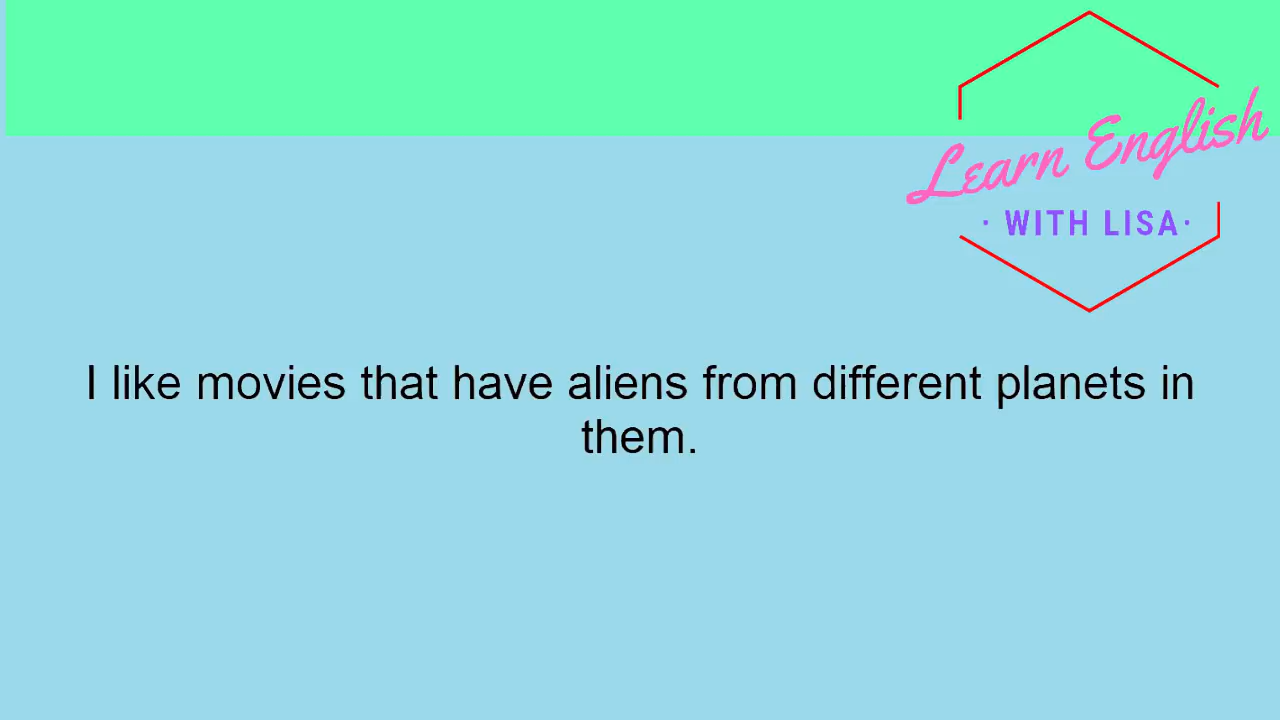 Learn English
· WITH LISA·
I like movies that have aliens from different planets in
them.